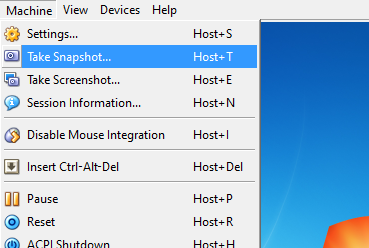 Machine View Devices Help
Settings... Host+S
Take Snapshot... Host+T
Take Screenshot... Host+E
Session Information... Host+N
Disable Mouse Integration Host+I
Insert Ctrl-Alt-Del Host+Del
Pause Host+P
Reset Host+R
ACPI Shutdown Host+H